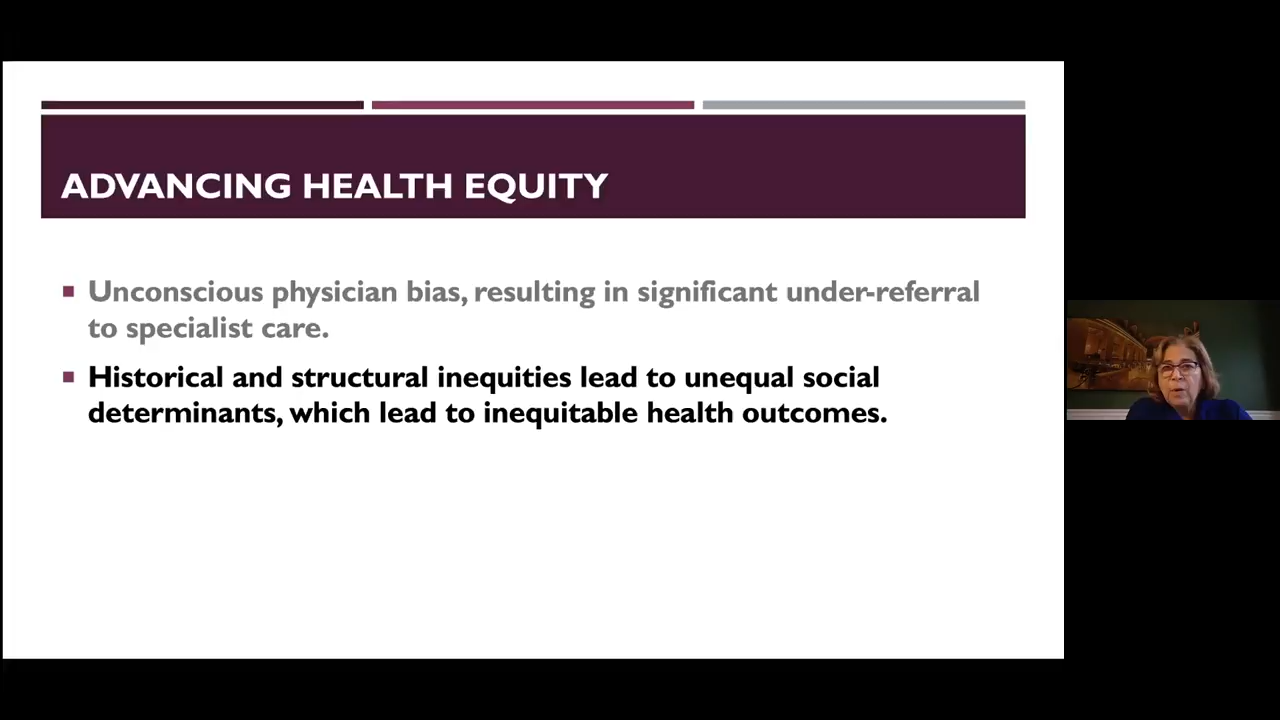 ADVANCING HEALTH EQUITY
Unconscious physician bias, resulting in significant under-referral
to specialist care.
Historical and structural inequities lead to unequal social
determinants, which lead to inequitable health outcomes.